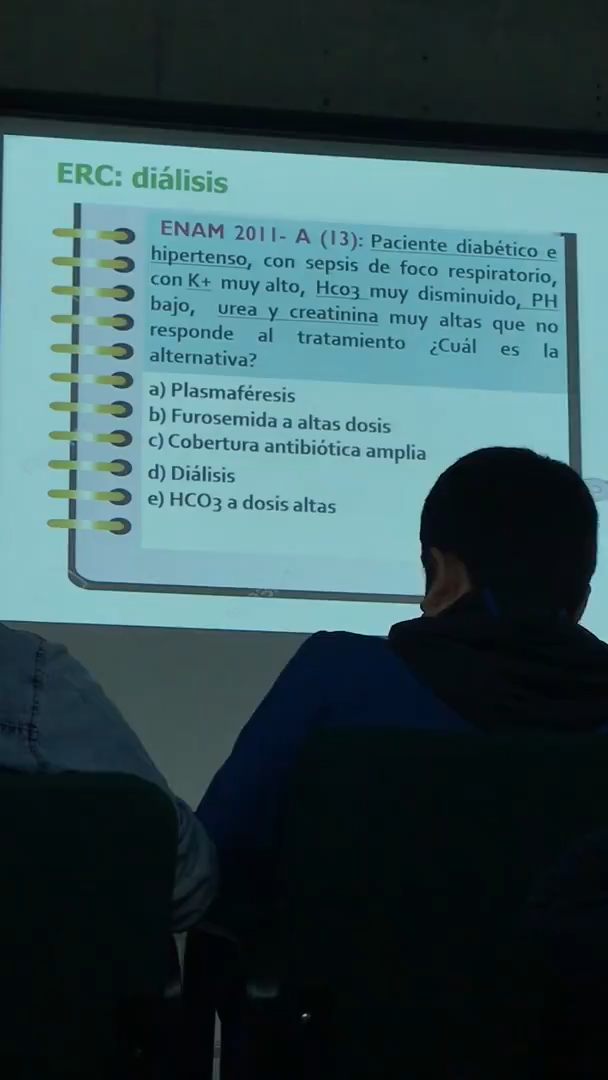 ERC: diálisis
ENAM 2011- A (13): Paciente diabético e
hipertenso, con sepsis de foco respiratorio,
con K+ muy alto, Hco3 muy disminuido, PH
bajo, urea y creatinina muy altas que no
responde al tratamiento ¿Cuál es la
alternativa?
a) Plasmaféresis
b) Furosemida a altas dosis
c) Cobertura antibiótica amplia
d) Diálisis
e) HCO3 a dosis altas